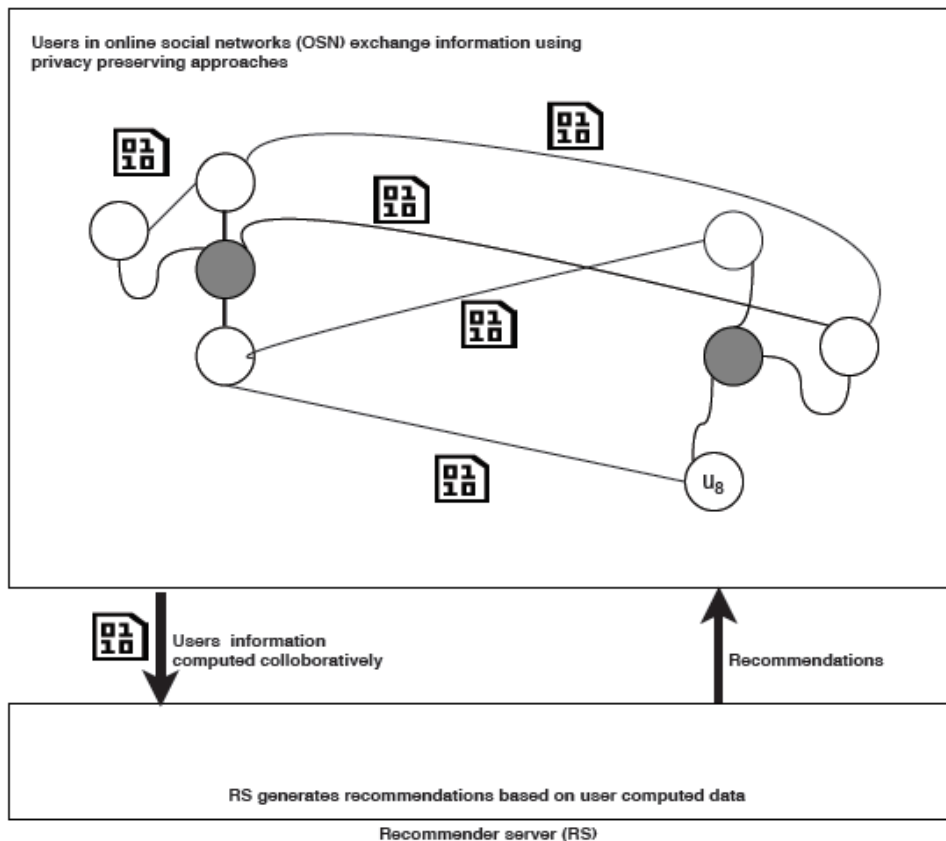 Users in online social networks (OSN) exchange information using
privacy preserving approaches
01
10
01
10
01
10
01
10
01
10
u8
01
10
Users information
computed colloboratively
Recommendations
RS generates recommendations based on user computed data
Recommender server (RS)